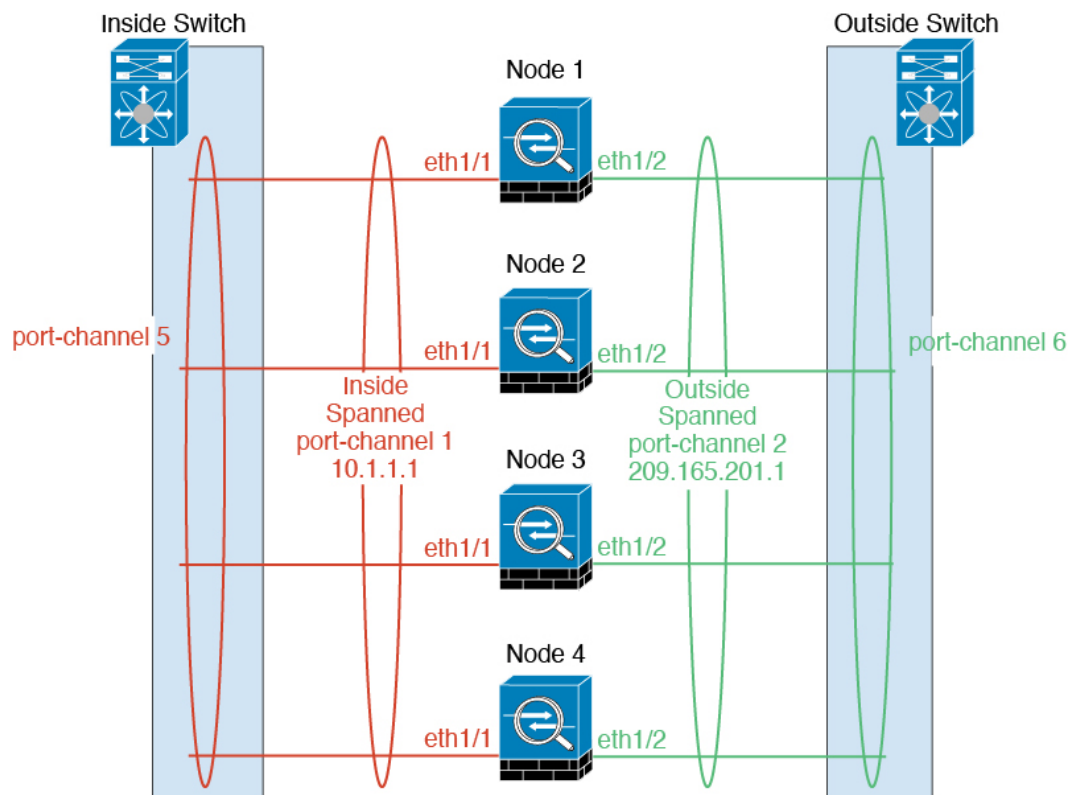 Inside Switch
Outside Switch
Node 1
eth1/1
eth1/2
Node 2
port-channel 5
eth1/1
eth1/2
port-channel 6
Inside
Spanned
port-channel 1
10.1.1.1
Outside
Spanned
port-channel 2
209.165.201.1
Node 3
eth1/1
eth1/2
Node 4
eth1/1
eth1/2